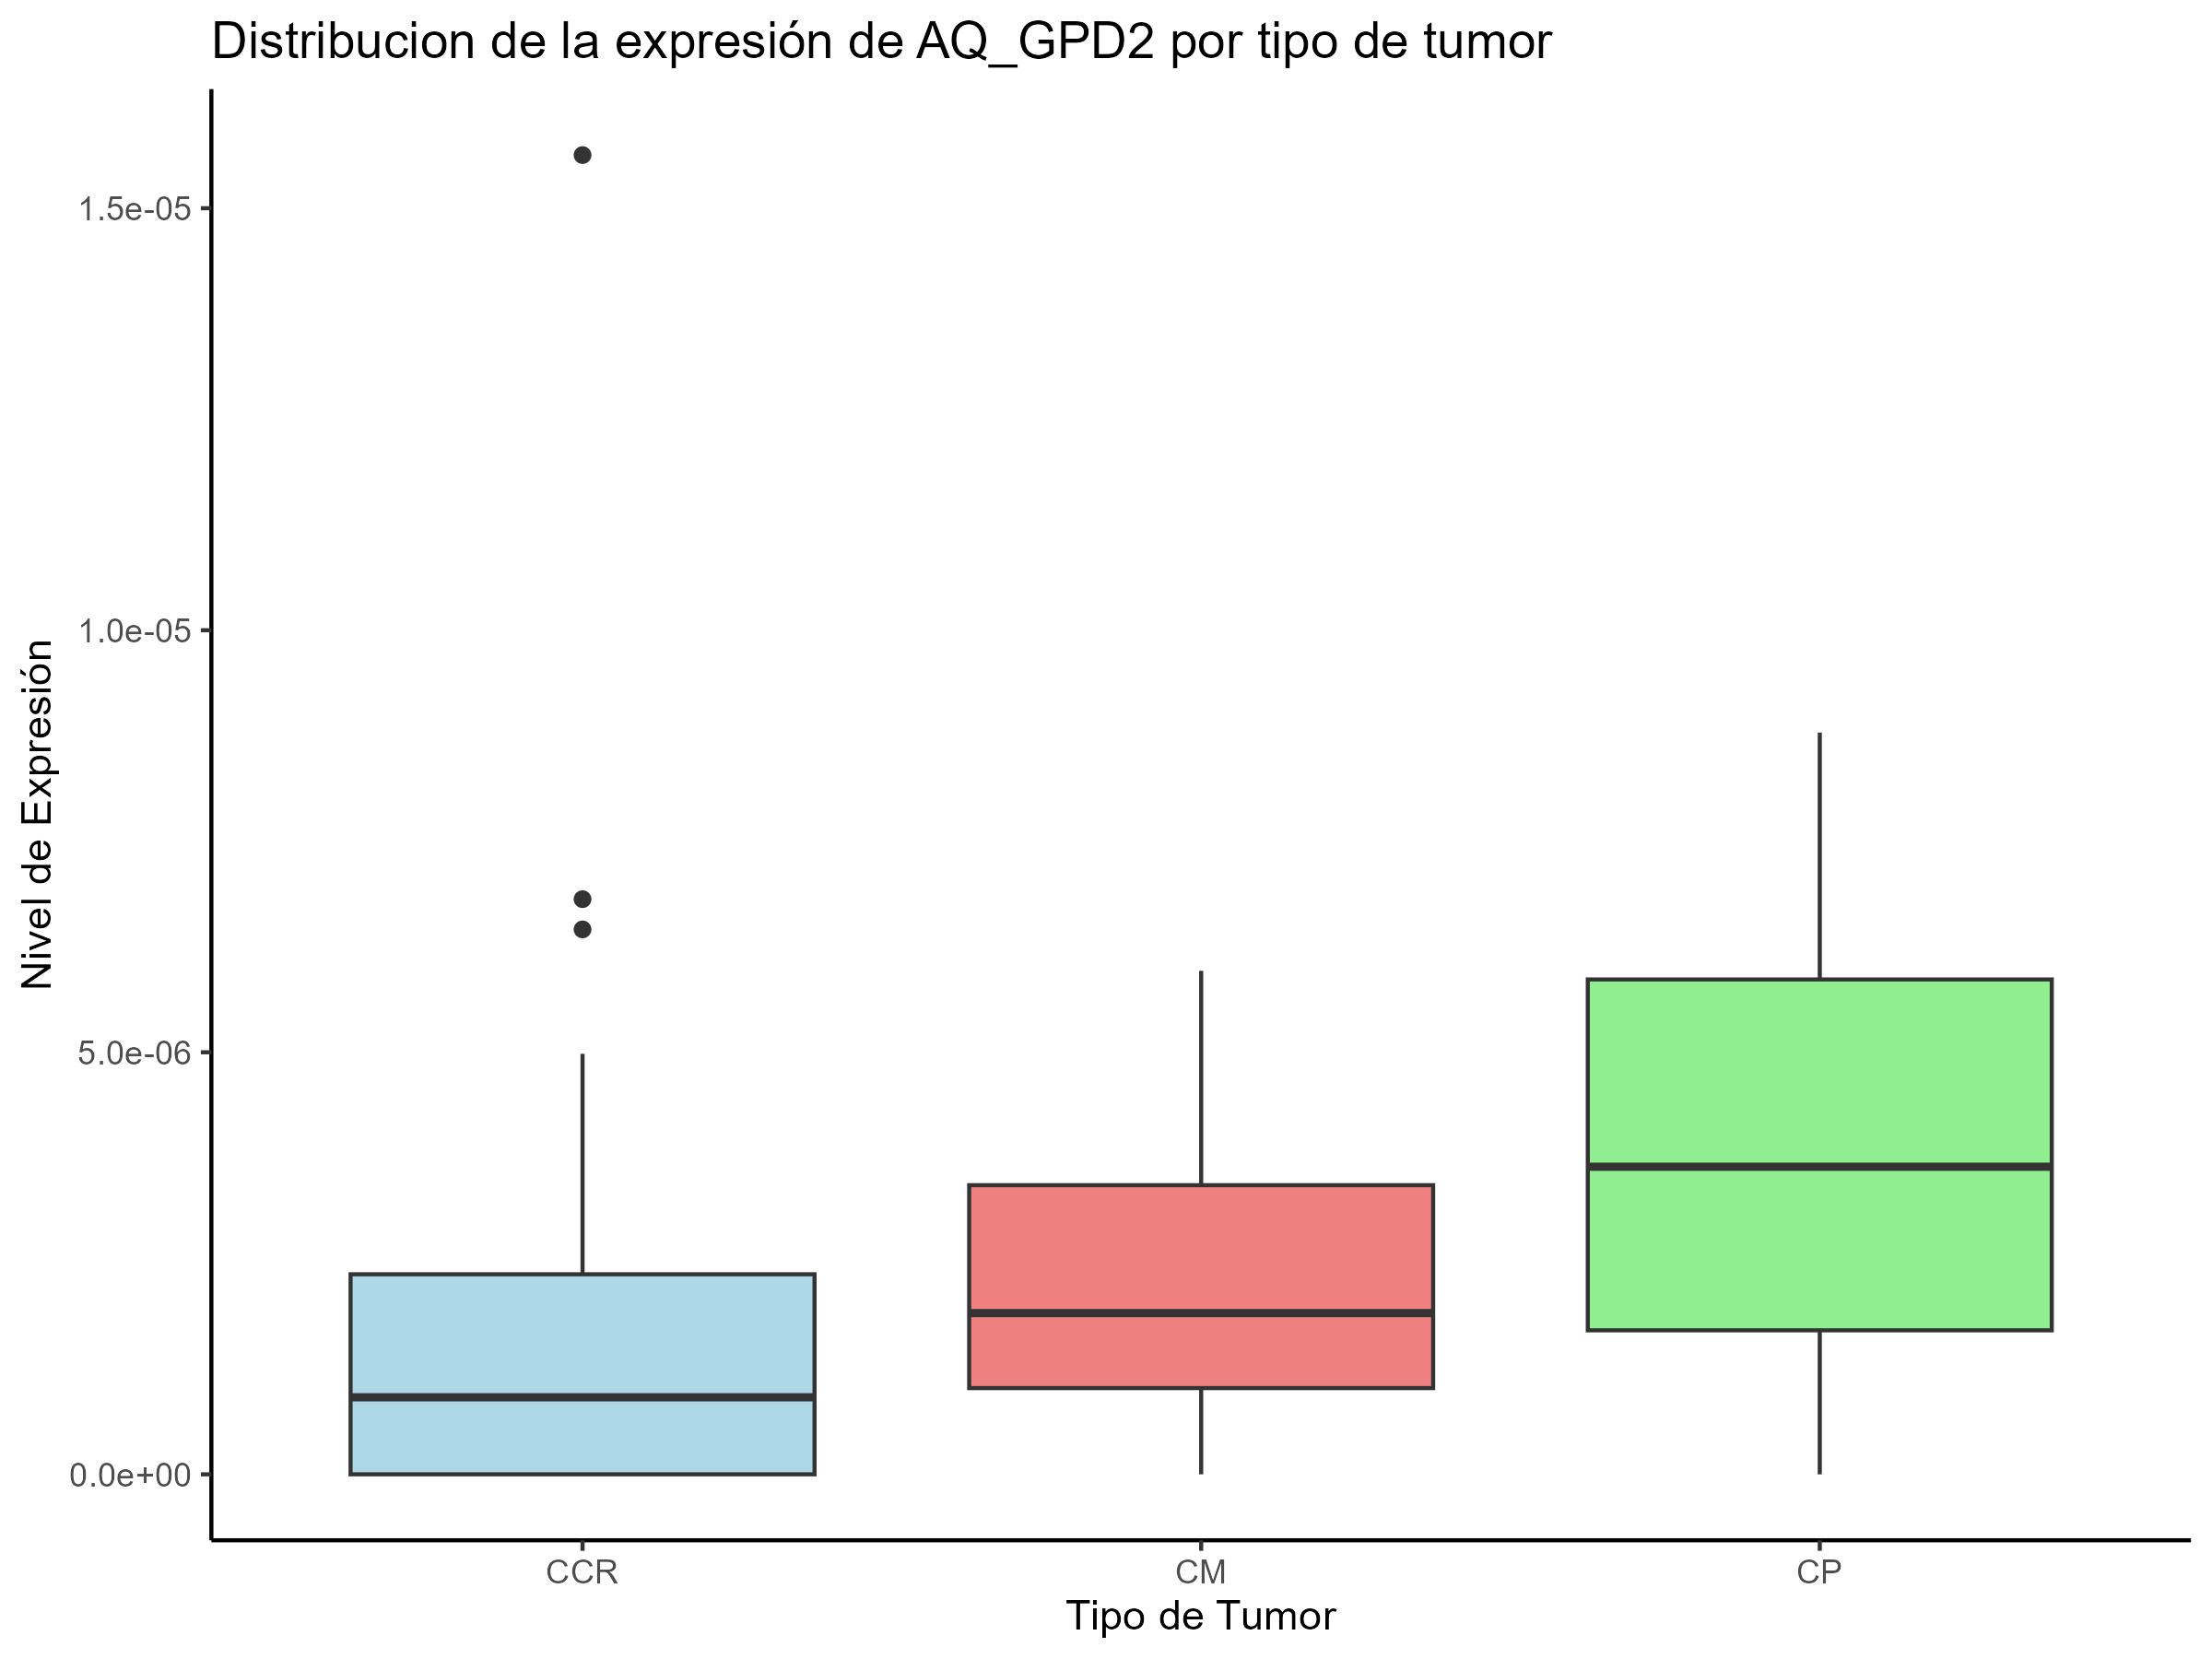 Distribucion de la expresión de AQ_GPD2 por tipo de tumor
Nivel de Expresión
1.5e-05
1.0e-05
5.0e-06
0.0e+00
CCR
CM
CP
Tipo de Tumor